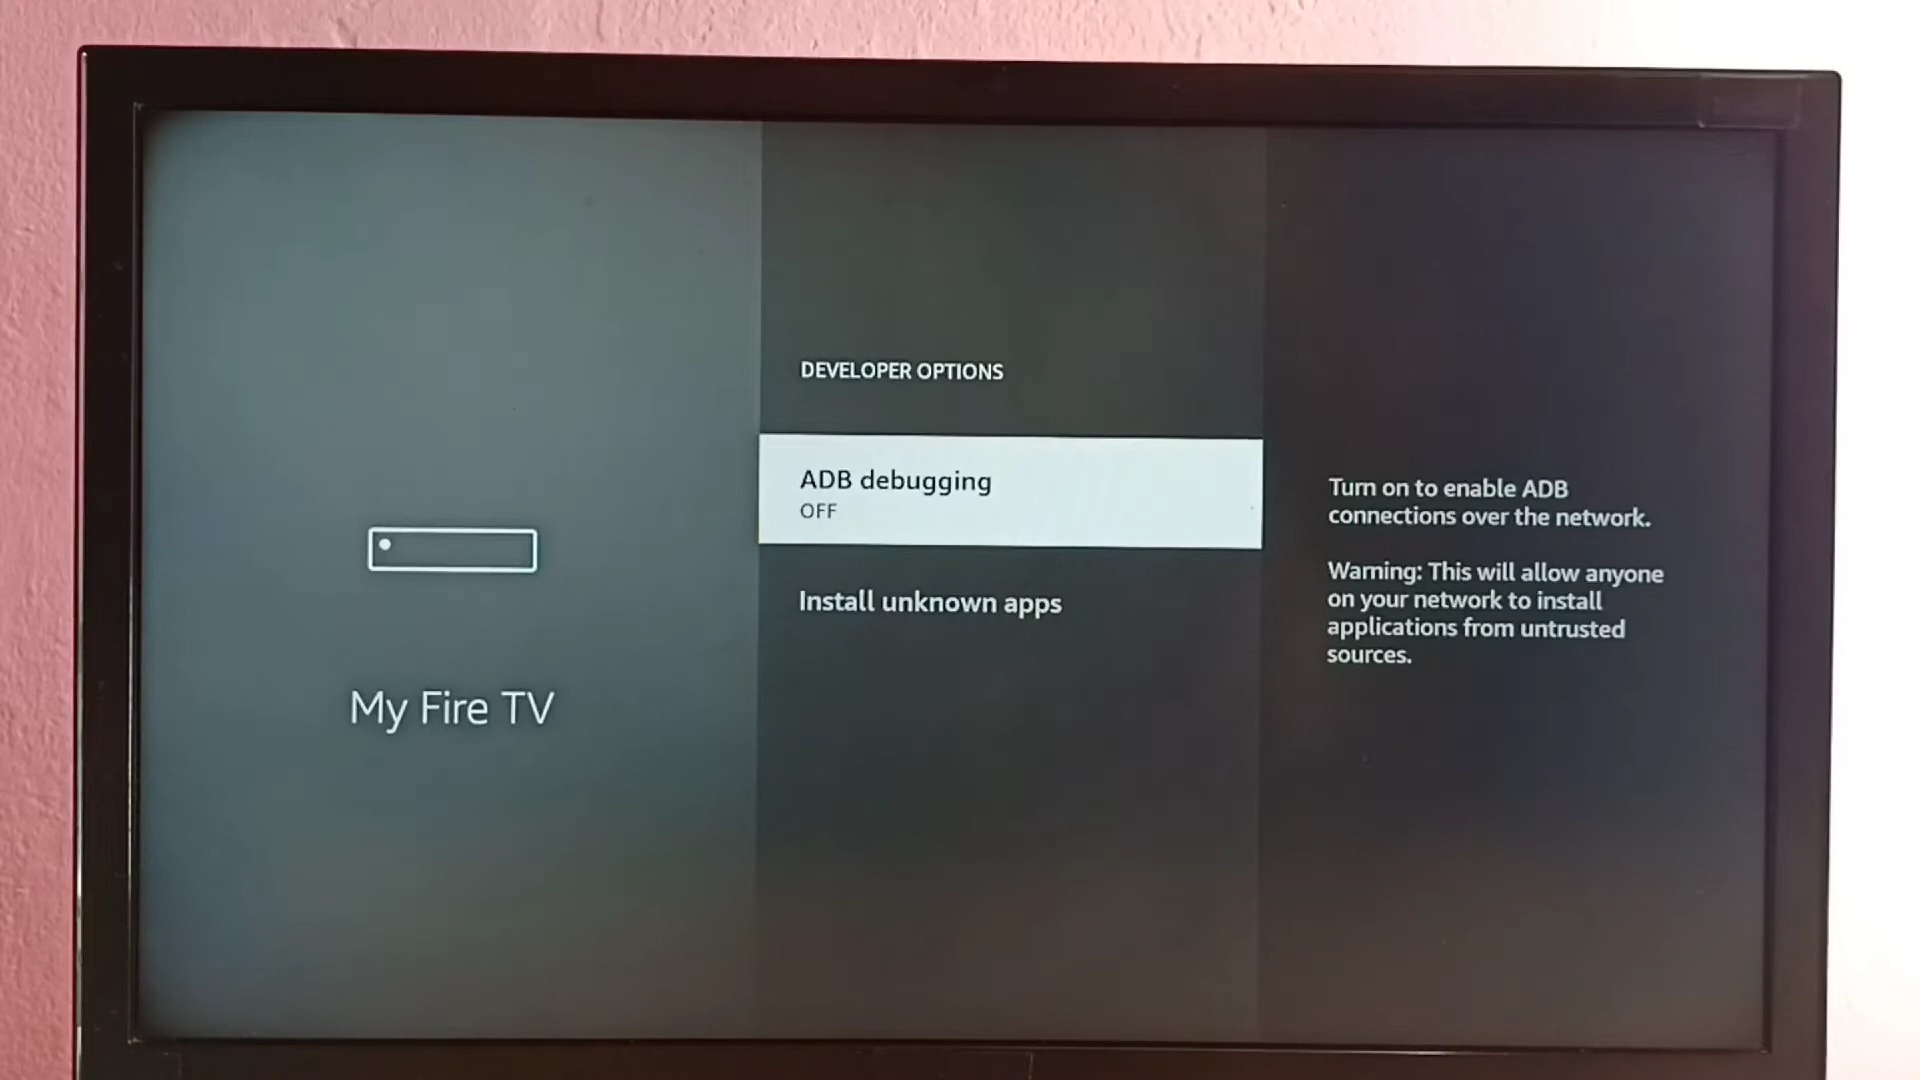 DEVELOPER OPTIONS
ADB debugging
OFF
Install unknown apps
My Fire TV
Turn on to enable ADB
connections over the network.
Warning: This will allow anyone
on your network to install
applications from untrusted
sources.